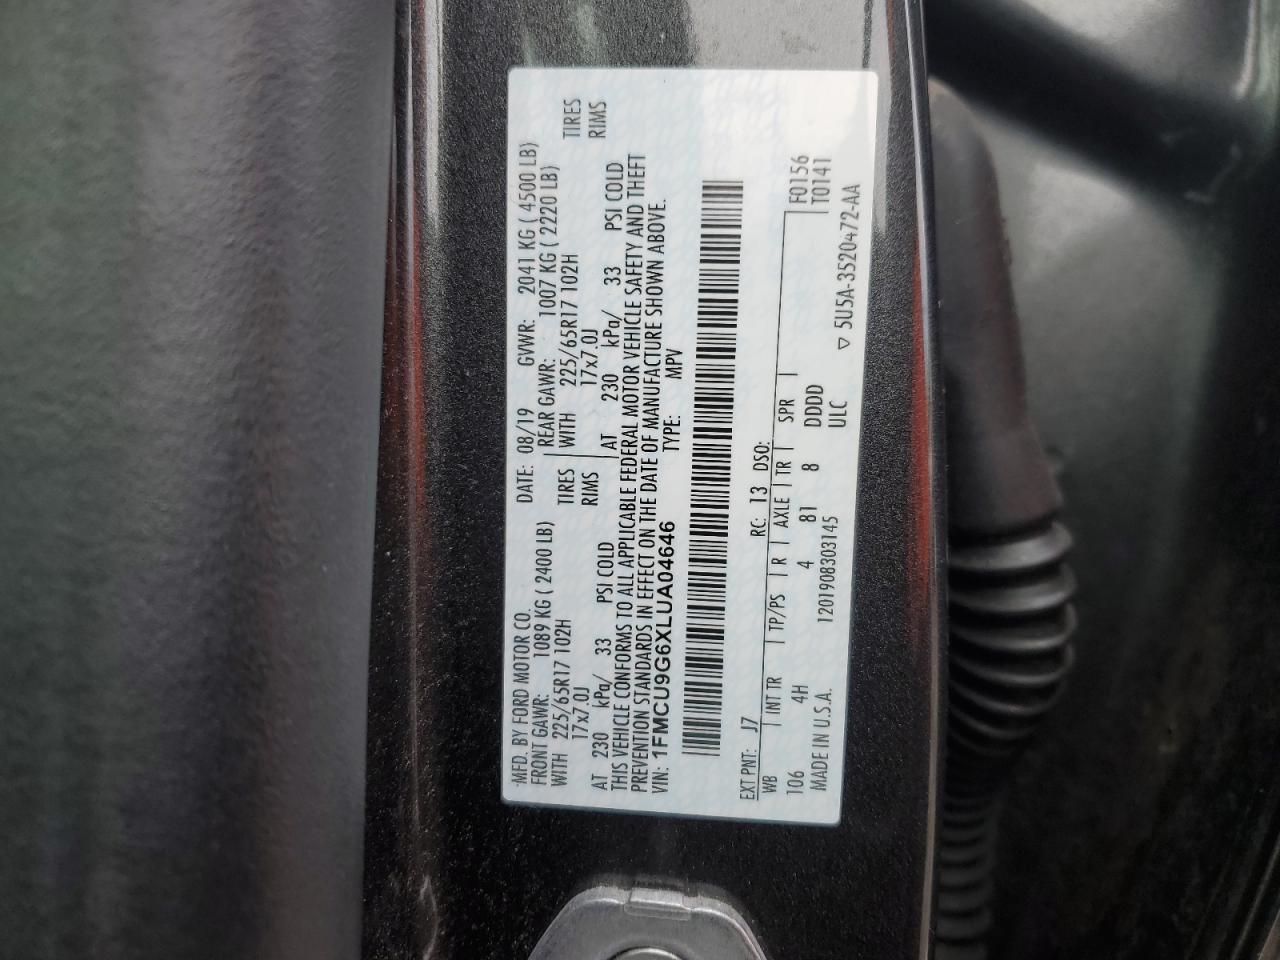 MFD. BY FORD MOTOR CO. DATE: 08/19 GVWR: 2041 KG ( 4500 LB)
FRONT GAWR: 1089 KG ( 2400 LB) REAR GAWR: 1007 KG ( 2220 LB)
WITH 225/65R17 102H TIRES WITH 225/65R17 102H TIRES
17x7.0J RIMS 17x7.0J RIMS
AT 230 kPa/ 33 PSI COLD AT 230 kPa/ 33 PSI COLD
THIS VEHICLE CONFORMS TO ALL APPLICABLE FEDERAL MOTOR VEHICLE SAFETY AND THEFT
PREVENTION STANDARDS IN EFFECT ON THE DATE OF MANUFACTURE SHOWN ABOVE.
VIN: 1FMCU9G6XLUA04646 TYPE: MPV
EXT PNT: J7 RC: 13 DSO:
WB INT TR TP/PS R AXLE TR SPR F0156
106 4H 4 81 8 DDDD T0141
MADE IN U.S.A. 1201908303145 ULC
▽ 5U5A-3520472-AA